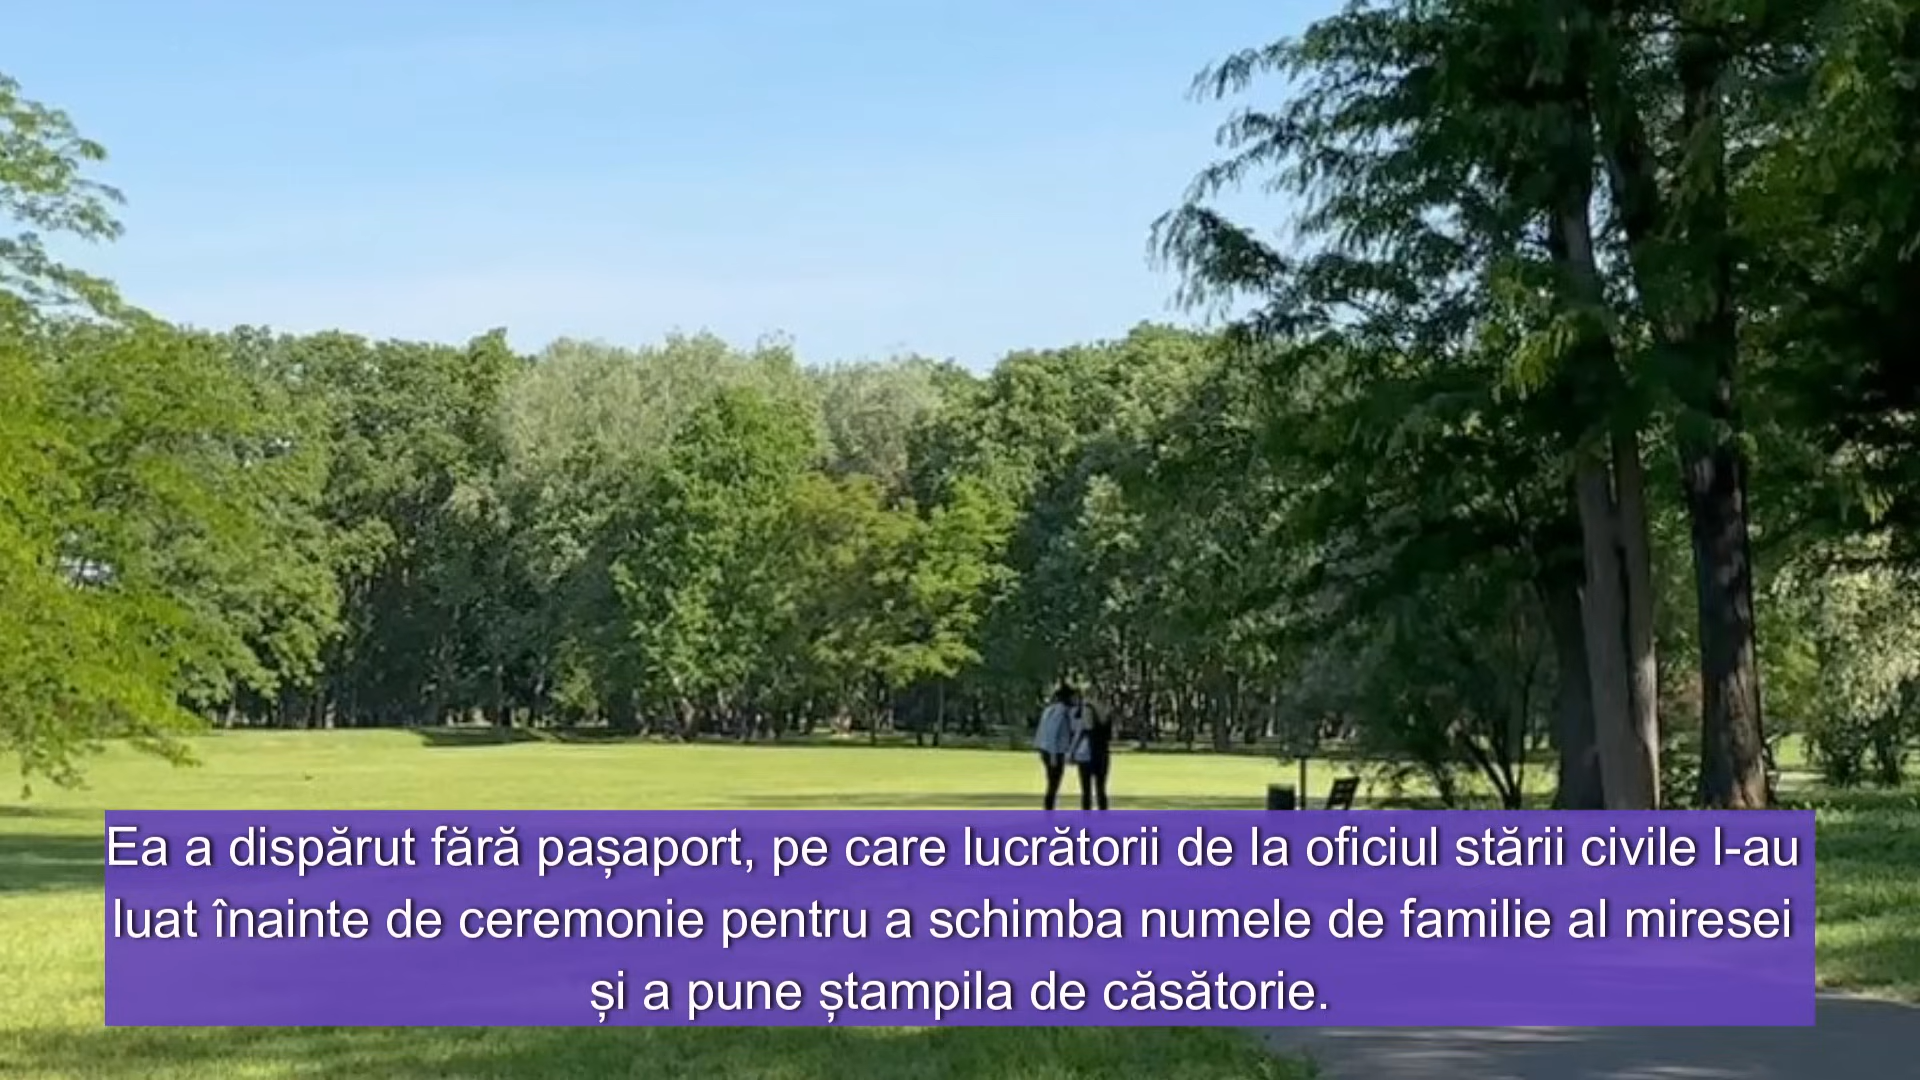 Ea a dispărut fără pașaport, pe care lucrătorii de la oficiul stării civile l-au
luat înainte de ceremonie pentru a schimba numele de familie al miresei
și a pune ștampila de căsătorie.